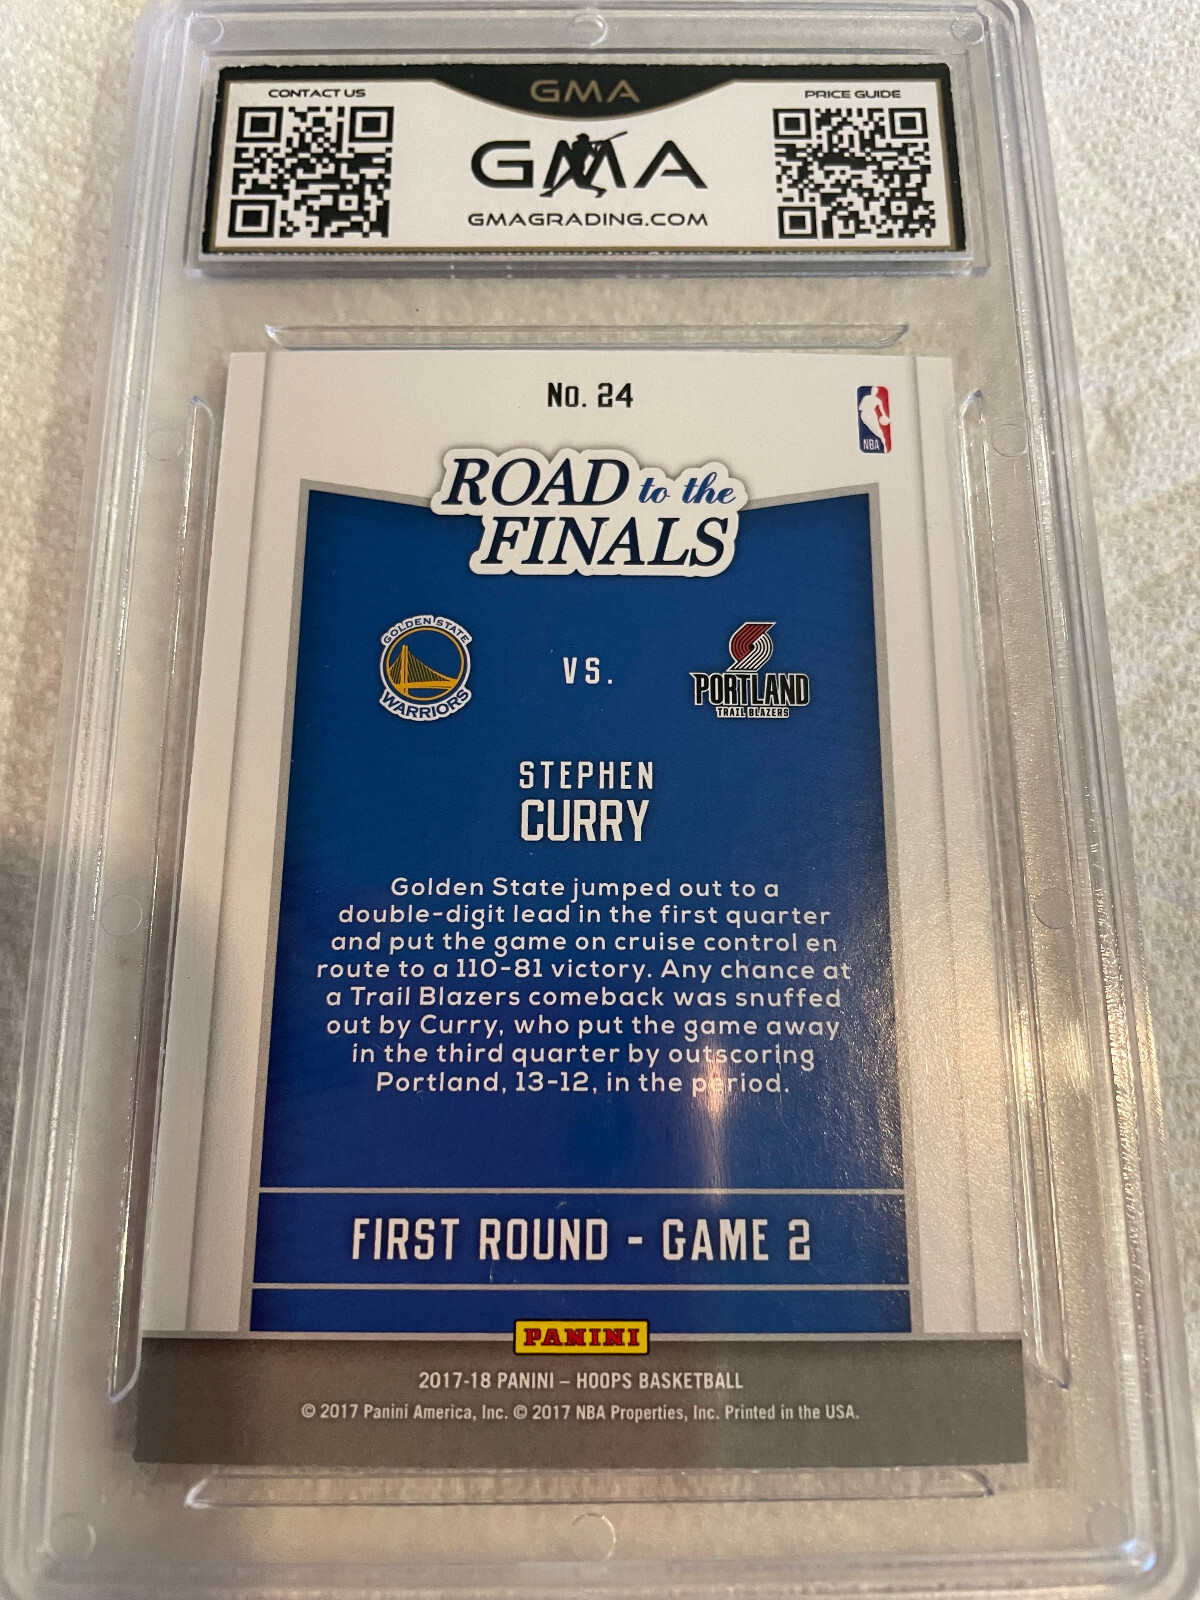 CONTACT US
GMA
PRICE GUIDE
GMA
GMAGRADING.COM
No. 24
NBA
ROAD to the
FINALS
GOLDEN STATE
WARRIORS
VS.
PORTLAND
TRAIL BLAZERS
STEPHEN
CURRY
Golden State jumped out to a
double-digit lead in the first quarter
and put the game on cruise control en
route to a 110-81 victory. Any chance at
a Trail Blazers comeback was snuffed
out by Curry, who put the game away
in the third quarter by outscoring
Portland, 13-12, in the period.
FIRST ROUND - GAME 2
PANINI
2017-18 PANINI – HOOPS BASKETBALL
© 2017 Panini America, Inc. © 2017 NBA Properties, Inc. Printed in the USA.